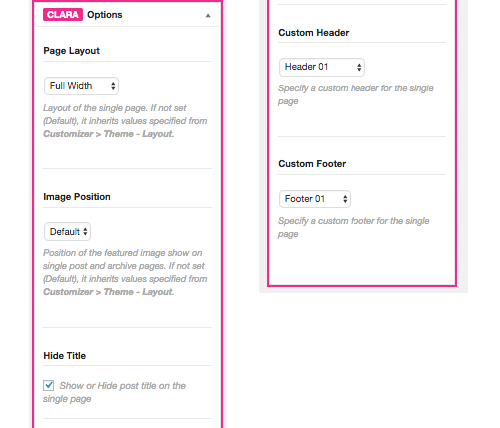 CLARA Options
Page Layout
Full Width
Layout of the single page. If not set
(Default), it inherits values specified from
Customizer > Theme - Layout.
Image Position
Default
Position of the featured image show on
single post and archive pages. If not set
(Default), it inherits values specified from
Customizer > Theme - Layout.
Hide Title
Show or Hide post title on the
single page
Custom Header
Header 01
Specify a custom header for the single
page
Custom Footer
Footer 01
Specify a custom footer for the single
page